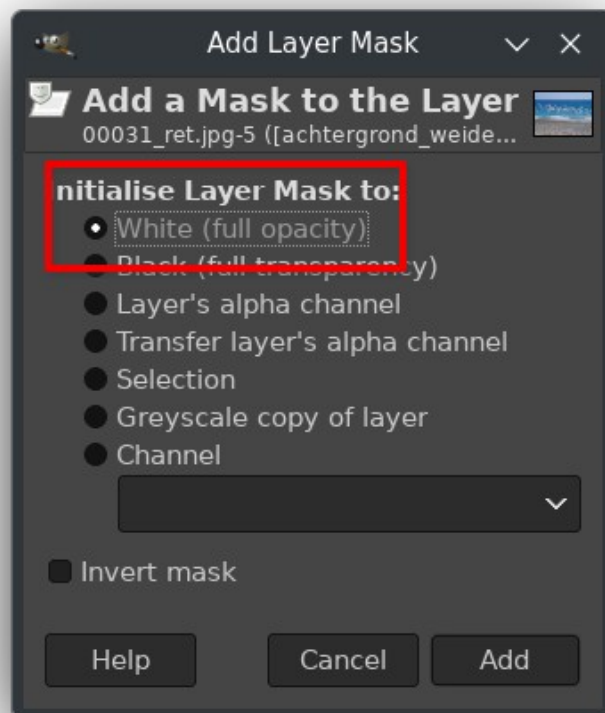 Add Layer Mask
Add a Mask to the Layer
00031_ret.jpg-5 ([achtergrond_weide...
nitialise Layer Mask to:
White (full opacity)
Black (full transparency)
Layer's alpha channel
Transfer layer's alpha channel
Selection
Greyscale copy of layer
Channel
Invert mask
Help Cancel Add